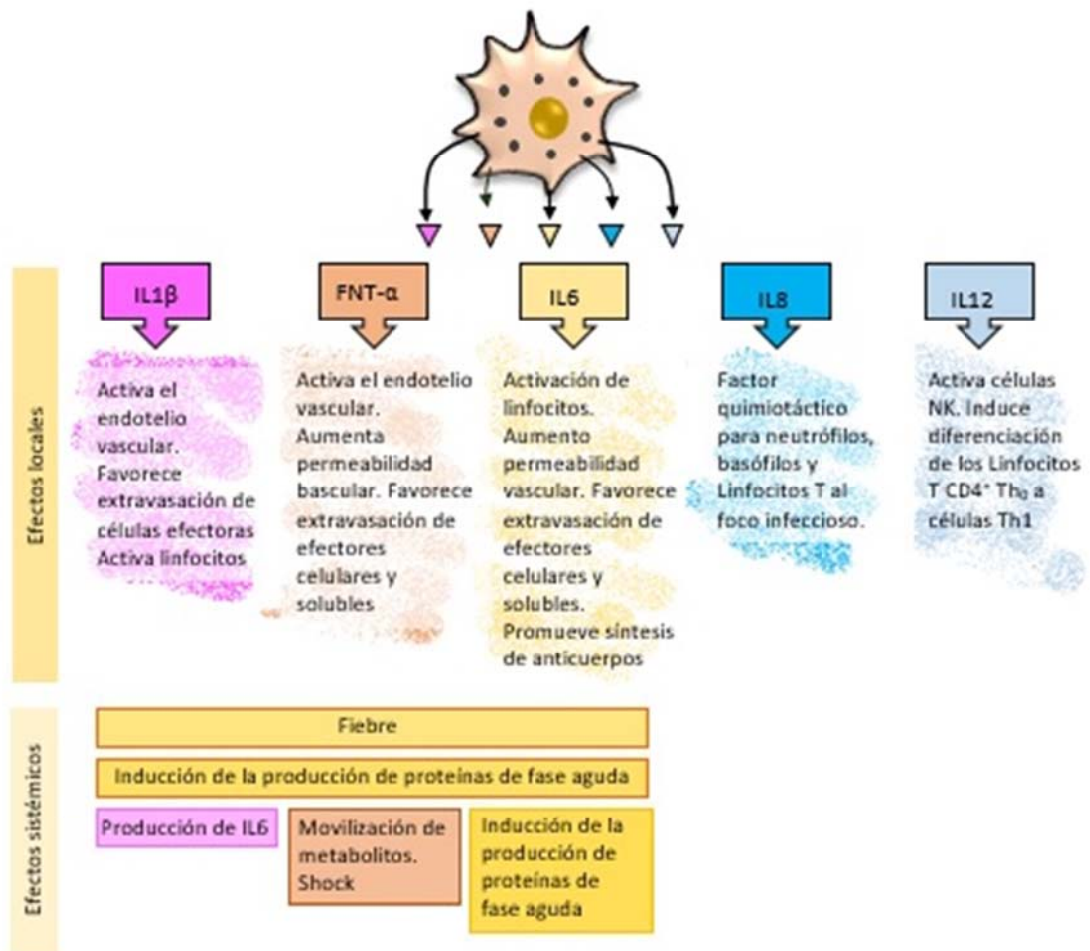 IL1β
FNT-α
IL6
IL8
IL12
Efectos locales
Activa el
endotelio
vascular.
Favorece
extravasación de
células efectoras
Activa linfocitos
Activa el endotelio
vascular.
Aumenta
permeabilidad
bascular. Favorece
extravasación de
efectores
celulares y
solubles
Activación de
linfocitos.
Aumento
permeabilidad
vascular. Favorece
extravasación de
efectores
celulares y
solubles.
Promueve síntesis
de anticuerpos
Factor
quimiotáctico
para neutrófilos,
basófilos y
Linfocitos T al
foco infeccioso.
Activa células
NK. Induce
diferenciación
de los Linfocitos
T CD4⁺ Th₀ a
células Th1
Efectos sistémicos
Fiebre
Inducción de la producción de proteínas de fase aguda
Producción de IL6
Movilización de
metabolitos.
Shock
Inducción de la
producción de
proteínas de
fase aguda